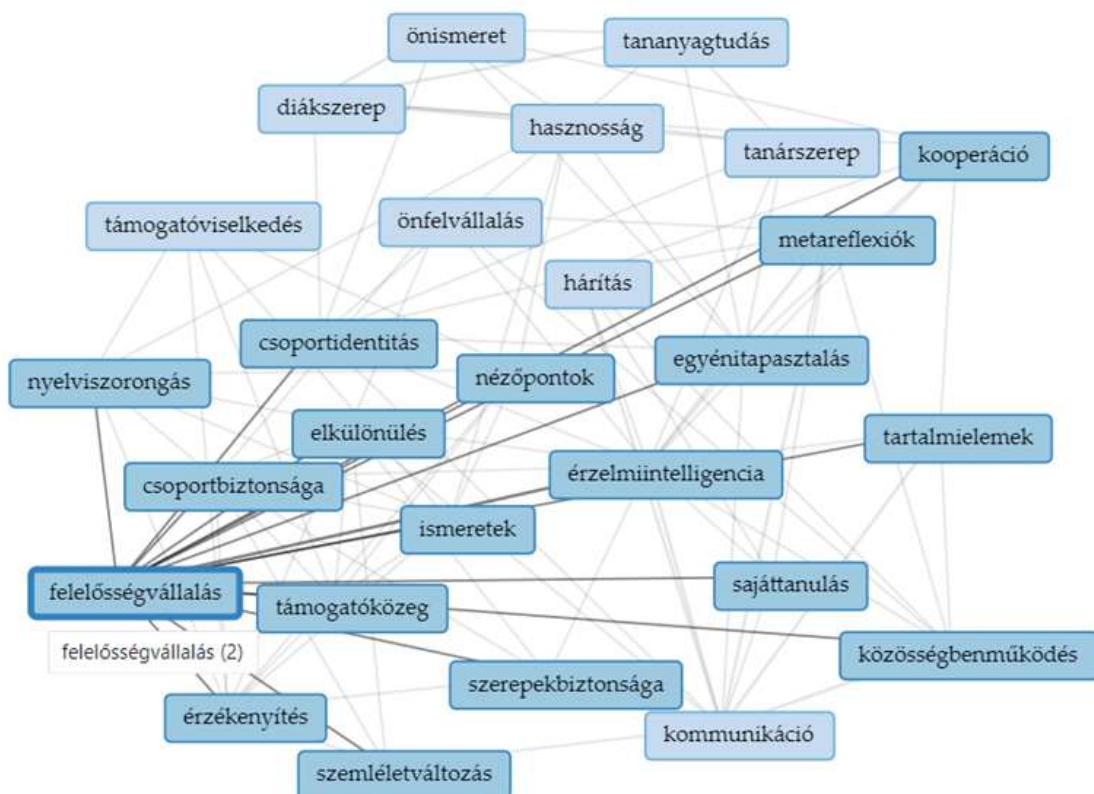 önismeret
tananyagtudás
diákszerep
hasznosság
tanárszerep
kooperáció
támogatóviselkedés
önfelvállalás
metareflexiók
hárítás
csoportidentitás
egyénitapasztalás
nyelviszorongás
nézőpontok
elkülönülés
tartalmielemek
csoportbiztonsága
érzelmiintelligencia
ismeretek
felelősségvállalás
támogatóközeg
sajáttanulás
felelősségvállalás (2)
közösségbenműködés
szerepekbiztonsága
érzékenyítés
kommunikáció
szemléletváltozás